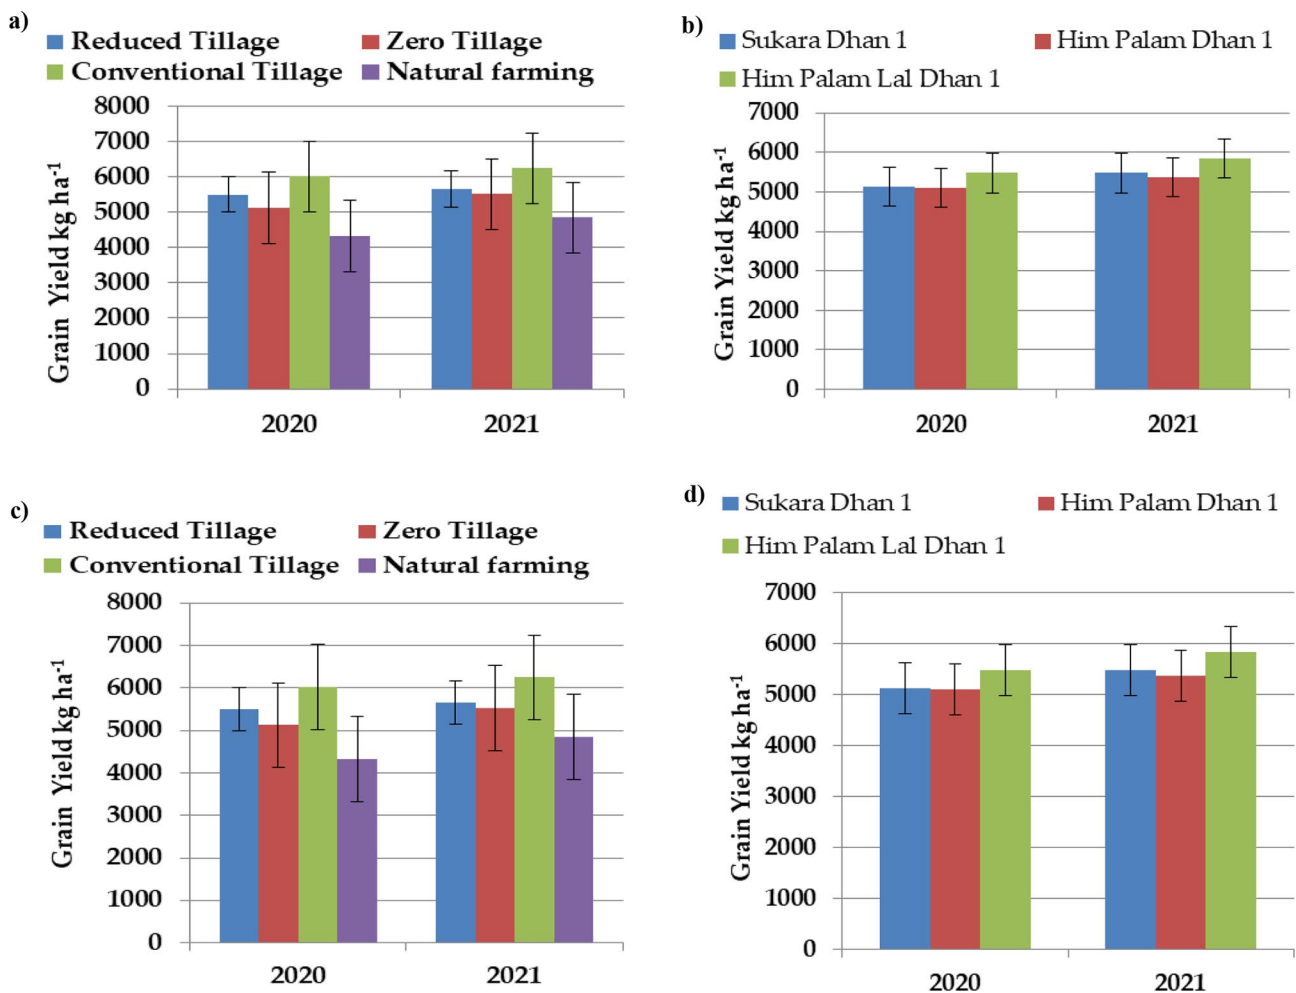 a)
Reduced Tillage Zero Tillage
Conventional Tillage Natural farming
8000
7000
6000
5000
4000
3000
2000
1000
0
Grain Yield kg ha-1
2020 2021
b)
Sukara Dhan 1 Him Palam Dhan 1
Him Palam Lal Dhan 1
7000
6000
5000
4000
3000
2000
1000
0
Grain Yield kg ha-1
2020 2021
c)
Reduced Tillage Zero Tillage
Conventional Tillage Natural farming
8000
7000
6000
5000
4000
3000
2000
1000
0
Grain Yield kg ha-1
2020 2021
d)
Sukara Dhan 1 Him Palam Dhan 1
Him Palam Lal Dhan 1
7000
6000
5000
4000
3000
2000
1000
0
Grain Yield kg ha-1
2020 2021